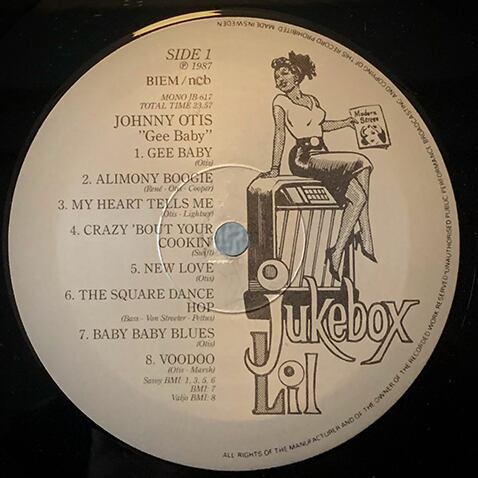 SIDE 1
℗ 1987
BIEM / ncb
MONO JB-617
TOTAL TIME 23.57
JOHNNY OTIS
"Gee Baby"
1. GEE BABY
(Otis)
2. ALIMONY BOOGIE
(René - Otis - Cooper)
3. MY HEART TELLS ME
(Otis - Lightsey)
4. CRAZY 'BOUT YOUR
COOKIN'
(Swift)
5. NEW LOVE
(Otis)
6. THE SQUARE DANCE
HOP
(Bass - Van Streeter - Pettus)
7. BABY BABY BLUES
(Otis)
8. VOODOO
(Otis - Marsh)
Savoy BMI: 1, 3, 5, 6
BMI: 7
Valjo BMI: 8
Modern
Jukebox
Lil
ALL RIGHTS OF THE MANUFACTURER AND OF THE OWNER OF THE RECORDED WORK RESERVED. UNAUTHORISED PUBLIC PERFORMANCE BROADCASTING AND COPYING OF THIS RECORD PROHIBITED MADE IN SWEDEN